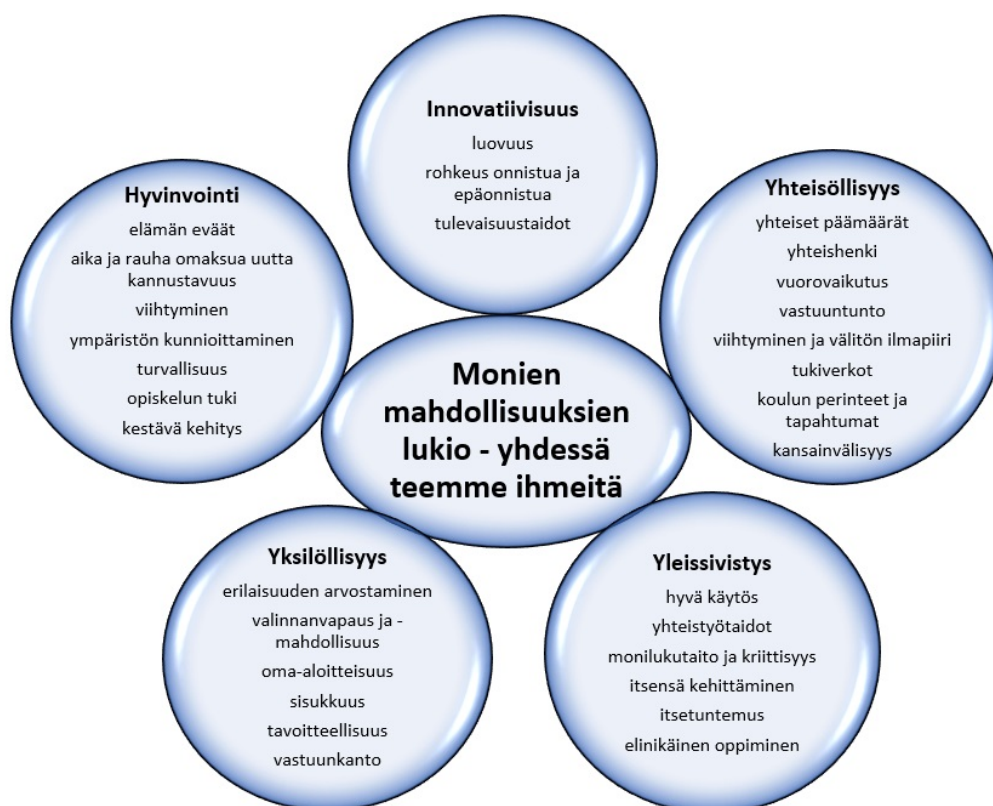 Innovatiivisuus
luovuus
rohkeus onnistua ja
epäonnistua
tulevaisuustaidot
Hyvinvointi
elämän eväät
aika ja rauha omaksua uutta
kannustavuus
viihtyminen
ympäristön kunnioittaminen
turvallisuus
opiskelun tuki
kestävä kehitys
Yhteisöllisyys
yhteiset päämäärät
yhteishenki
vuorovaikutus
vastuuntunto
viihtyminen ja välitön ilmapiiri
tukiverkot
koulun perinteet ja
tapahtumat
kansainvälisyys
Monien
mahdollisuuksien
lukio - yhdessä
teemme ihmeitä
Yksilöllisyys
erilaisuuden arvostaminen
valinnanvapaus ja -
mahdollisuus
oma-aloitteisuus
sisukkuus
tavoitteellisuus
vastuunkanto
Yleissivistys
hyvä käytös
yhteistyötaidot
monilukutaito ja kriittisyys
itsensä kehittäminen
itsetuntemus
elinikäinen oppiminen